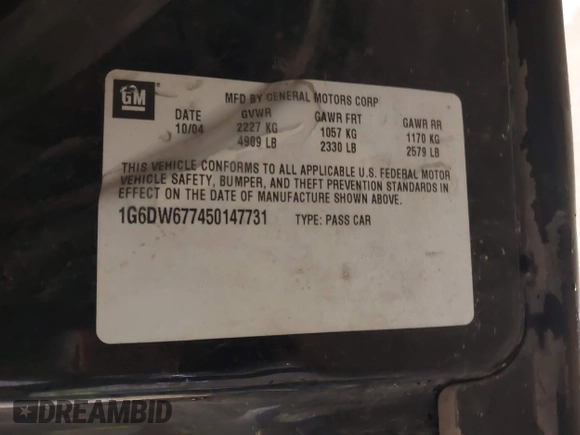 GM
MFD BY GENERAL MOTORS CORP
DATE GVWR GAWR FRT GAWR RR
10/04 2227 KG 1057 KG 1170 KG
4909 LB 2330 LB 2579 LB
THIS VEHICLE CONFORMS TO ALL APPLICABLE U.S. FEDERAL MOTOR
VEHICLE SAFETY, BUMPER, AND THEFT PREVENTION STANDARDS IN
EFFECT ON THE DATE OF MANUFACTURE SHOWN ABOVE.
1G6DW677450147731 TYPE: PASS CAR
DREAMBID